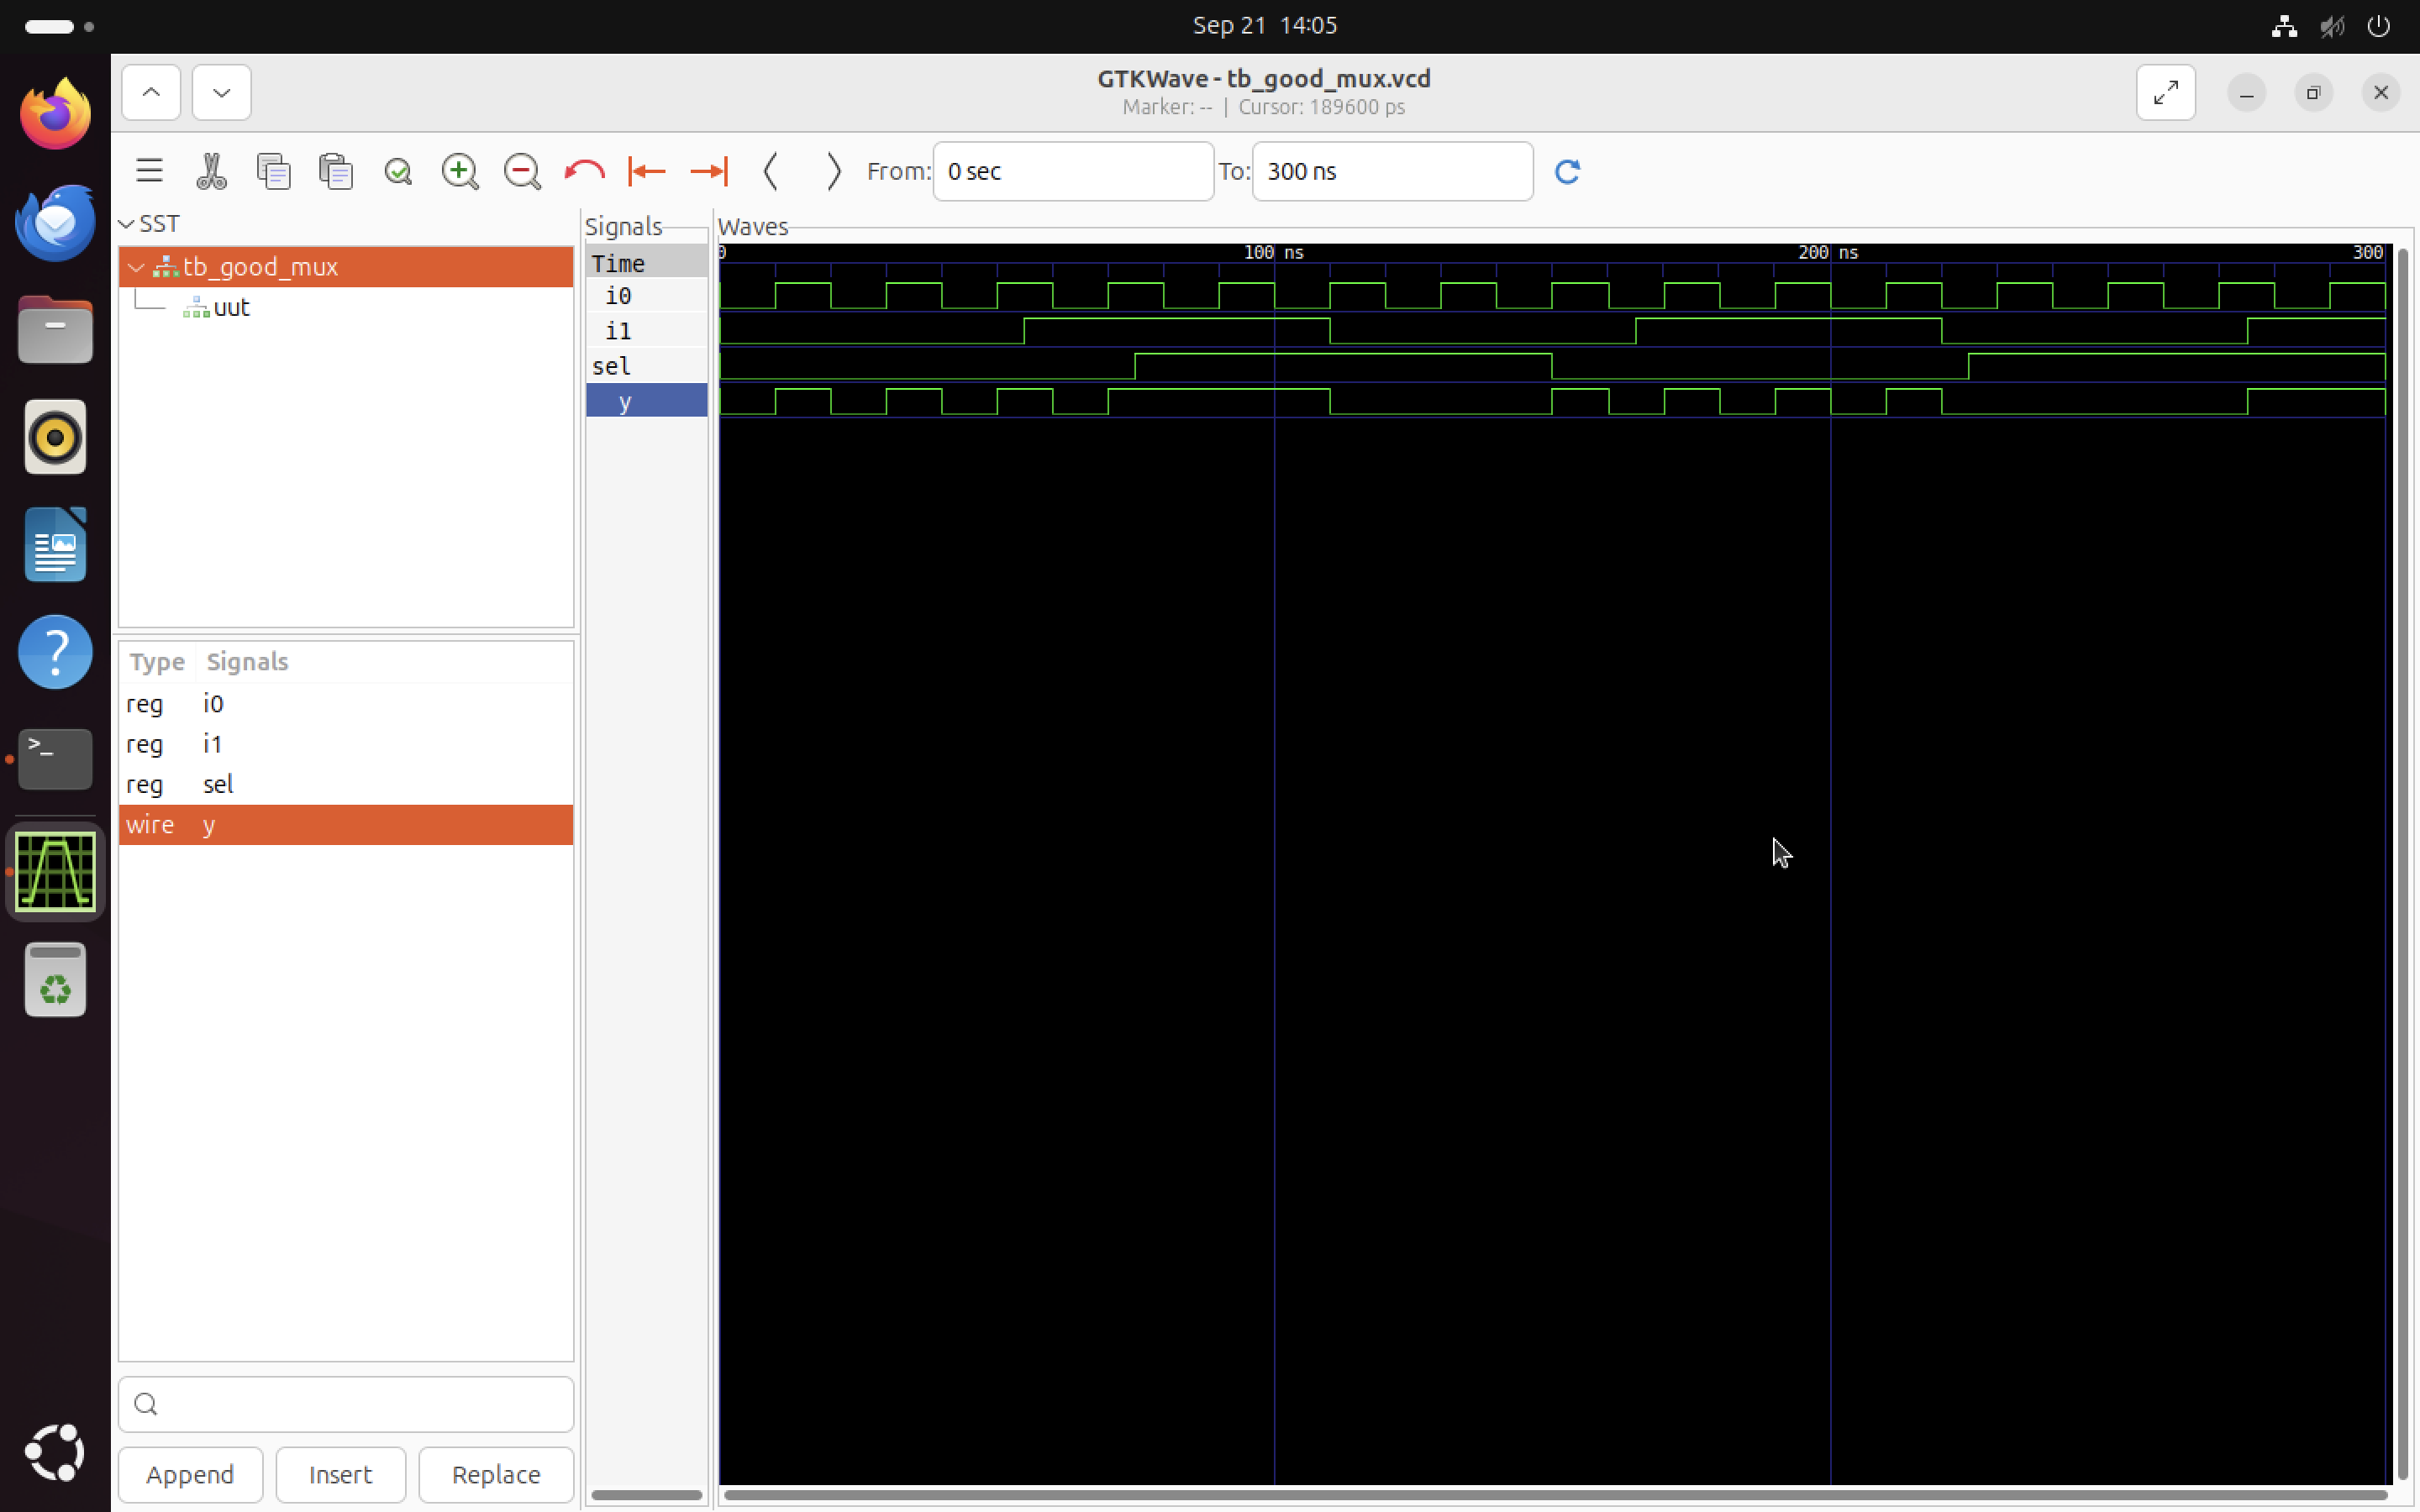 Sep 21 14:05
GTKWave - tb_good_mux.vcd
Marker: -- | Cursor: 189600 ps
From: 0 sec To: 300 ns
SST
tb_good_mux
uut
Type Signals
reg i0
reg i1
reg sel
wire y
Append Insert Replace
Signals
Time
i0
i1
sel
y
Waves
0 100 ns 200 ns 300